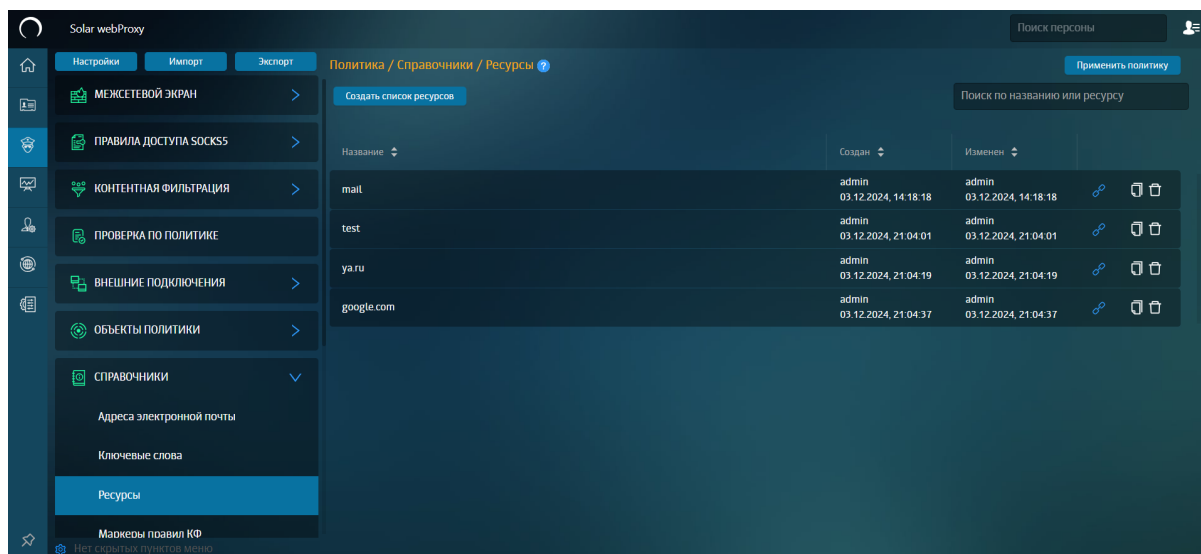 Solar webProxy
Поиск персоны
Настройки
Импорт
Экспорт
МЕЖСЕТЕВОЙ ЭКРАН
ПРАВИЛА ДОСТУПА SOCKS5
КОНТЕНТНАЯ ФИЛЬТРАЦИЯ
ПРОВЕРКА ПО ПОЛИТИКЕ
ВНЕШНИЕ ПОДКЛЮЧЕНИЯ
ОБЪЕКТЫ ПОЛИТИКИ
СПРАВОЧНИКИ
Адреса электронной почты
Ключевые слова
Ресурсы
Маркеры правил КФ
Нет скрытых пунктов меню
Политика / Справочники / Ресурсы ?
Применить политику
Создать список ресурсов
Поиск по названию или ресурсу
Название
Создан
Изменен
mail
admin
03.12.2024, 14:18:18
admin
03.12.2024, 14:18:18
test
admin
03.12.2024, 21:04:01
admin
03.12.2024, 21:04:01
ya.ru
admin
03.12.2024, 21:04:19
admin
03.12.2024, 21:04:19
google.com
admin
03.12.2024, 21:04:37
admin
03.12.2024, 21:04:37